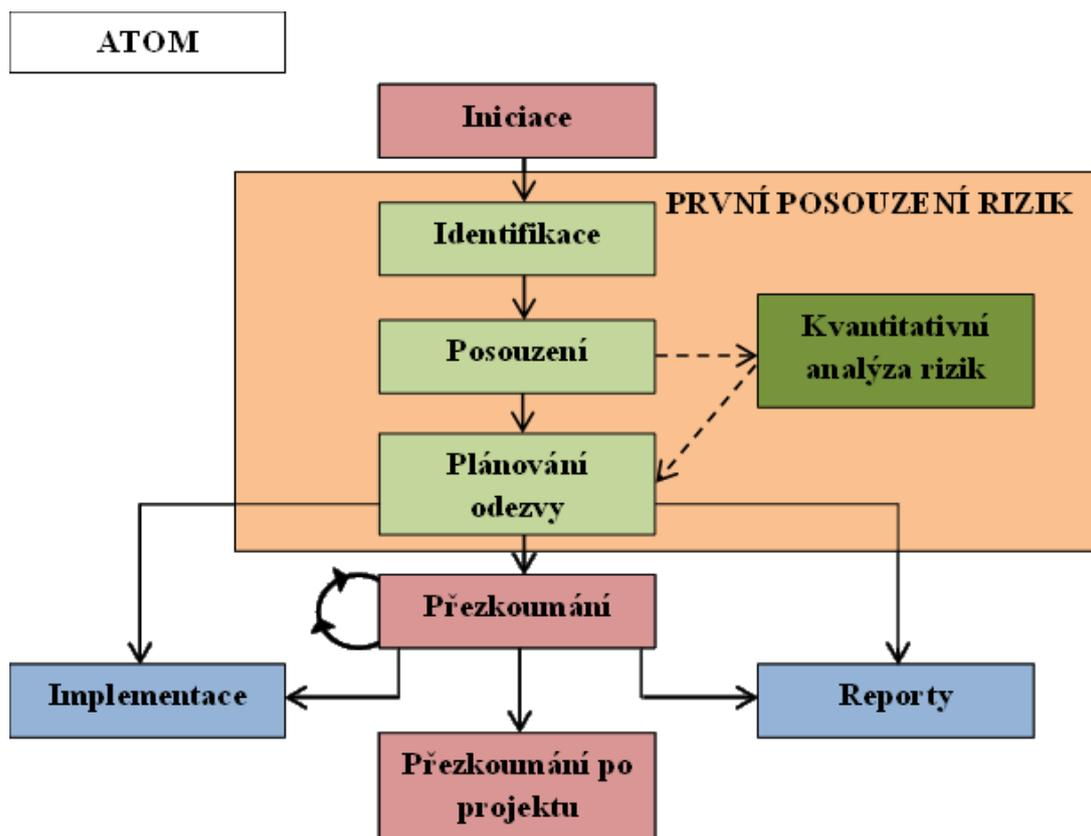 ATOM
Iniciace
PRVNÍ POSOUZENÍ RIZIK
Identifikace
Kvantitativní
analýza rizik
Posouzení
Plánování
odezvy
Přezkoumání
Implementace
Reporty
Přezkoumání po
projektu